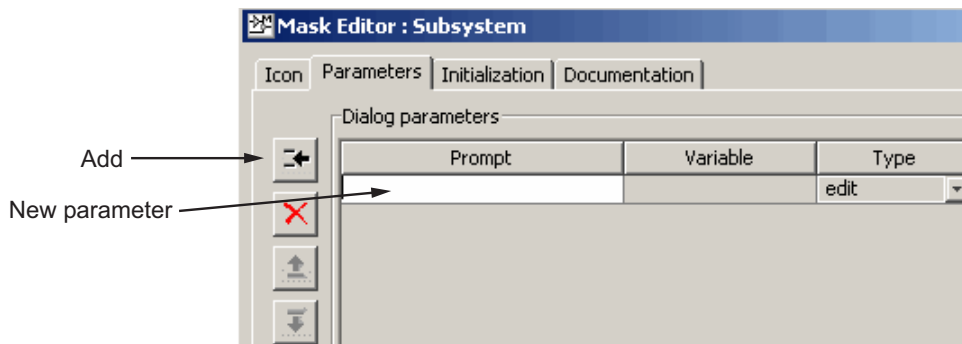 Mask Editor : Subsystem
Icon Parameters Initialization Documentation
Dialog parameters
Add
Prompt Variable Type
New parameter
edit